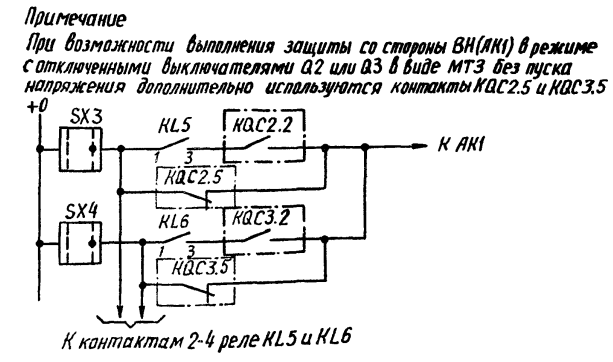 Примечание
При возможности выполнения защиты со стороны ВН(АК1) в режиме
с отключенными выключателями Q2 или Q3 в виде МТЗ без пуска
напряжения дополнительно используются контакты KQC2.5 и KQC3.5
+0
SX3
KL5
KQC2.2
К АК1
1
3
KQC2.5
SX4
KL6
KQC3.2
1
3
KQC3.5
К контактам 2-4 реле KL5 и KL6